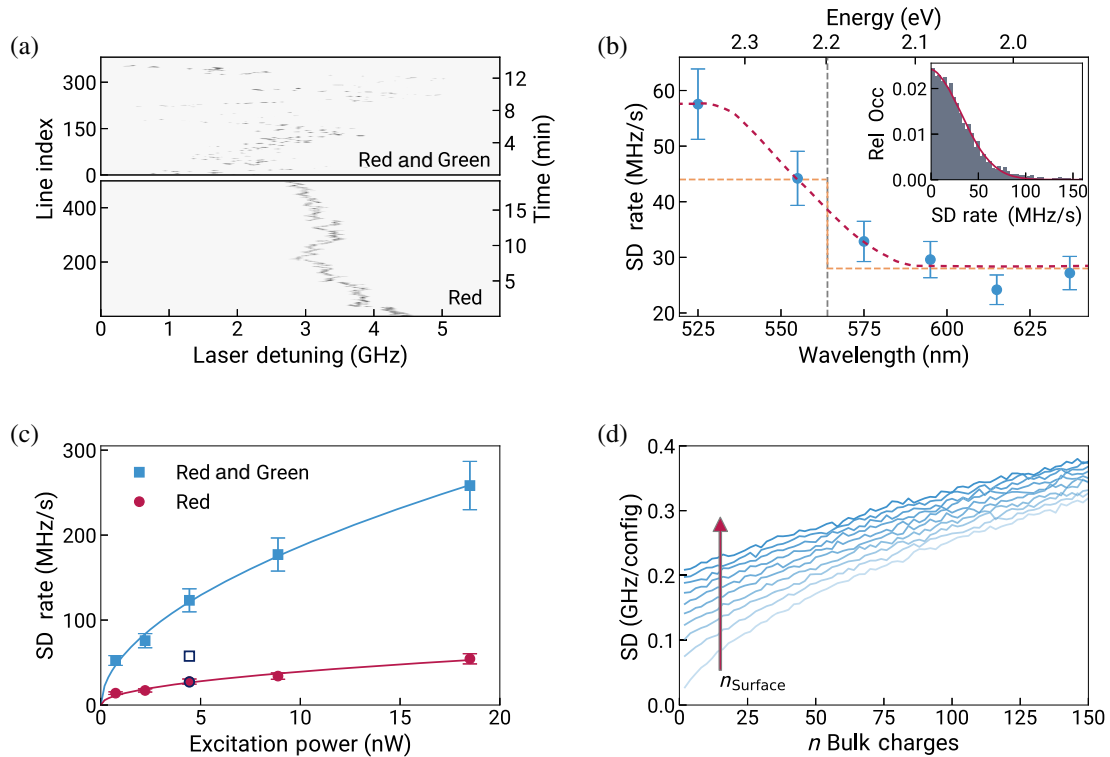 (a)
300
150
0
400
200
Line index
Red and Green
Red
12
8
4
15
10
5
Time (min)
0 1 2 3 4 5
Laser detuning (GHz)
(b)
Energy (eV)
2.3 2.2 2.1 2.0
60
50
40
30
20
SD rate (MHz/s)
525 550 575 600 625
Wavelength (nm)
0.02
0.01
0.00
Rel Occ
0 50 100 150
SD rate (MHz/s)
(c)
300
200
100
0
SD rate (MHz/s)
Red and Green
Red
0 5 10 15 20
Excitation power (nW)
(d)
0.4
0.3
0.2
0.1
0.0
SD (GHz/config)
nSurface
0 25 50 75 100 125 150
n Bulk charges